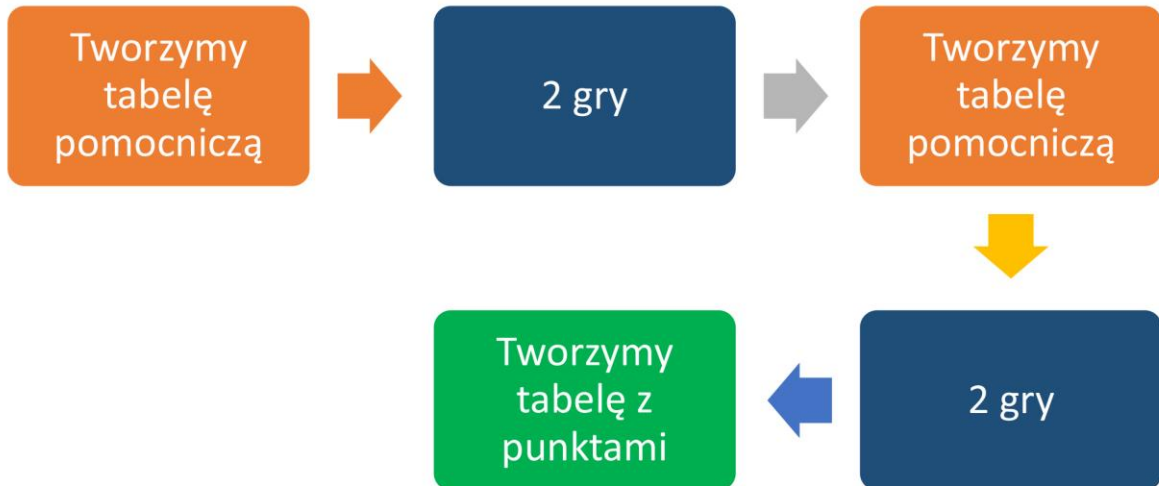 Tworzymy
tabelę
pomocniczą
2 gry
Tworzymy
tabelę
pomocniczą
2 gry
Tworzymy
tabelę z
punktami